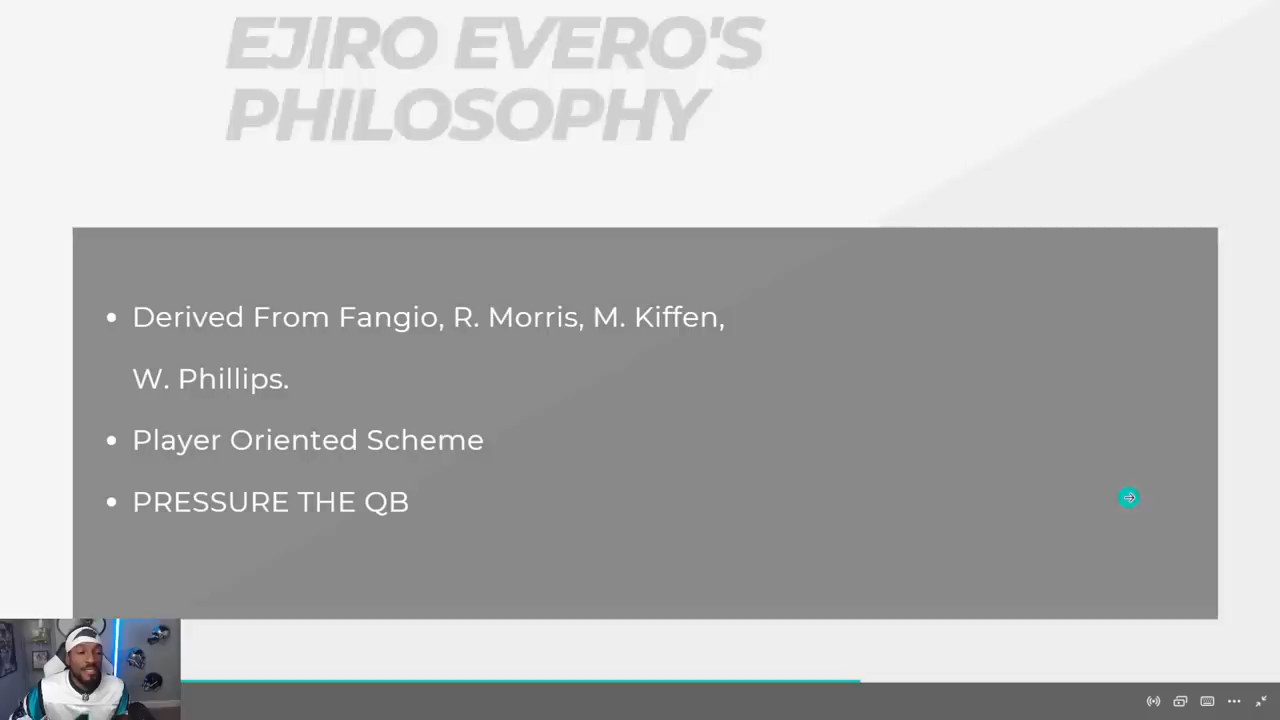 EJIRO EVERO'S
PHILOSOPHY
• Derived From Fangio, R. Morris, M. Kiffen,
W. Phillips.
• Player Oriented Scheme
• PRESSURE THE QB